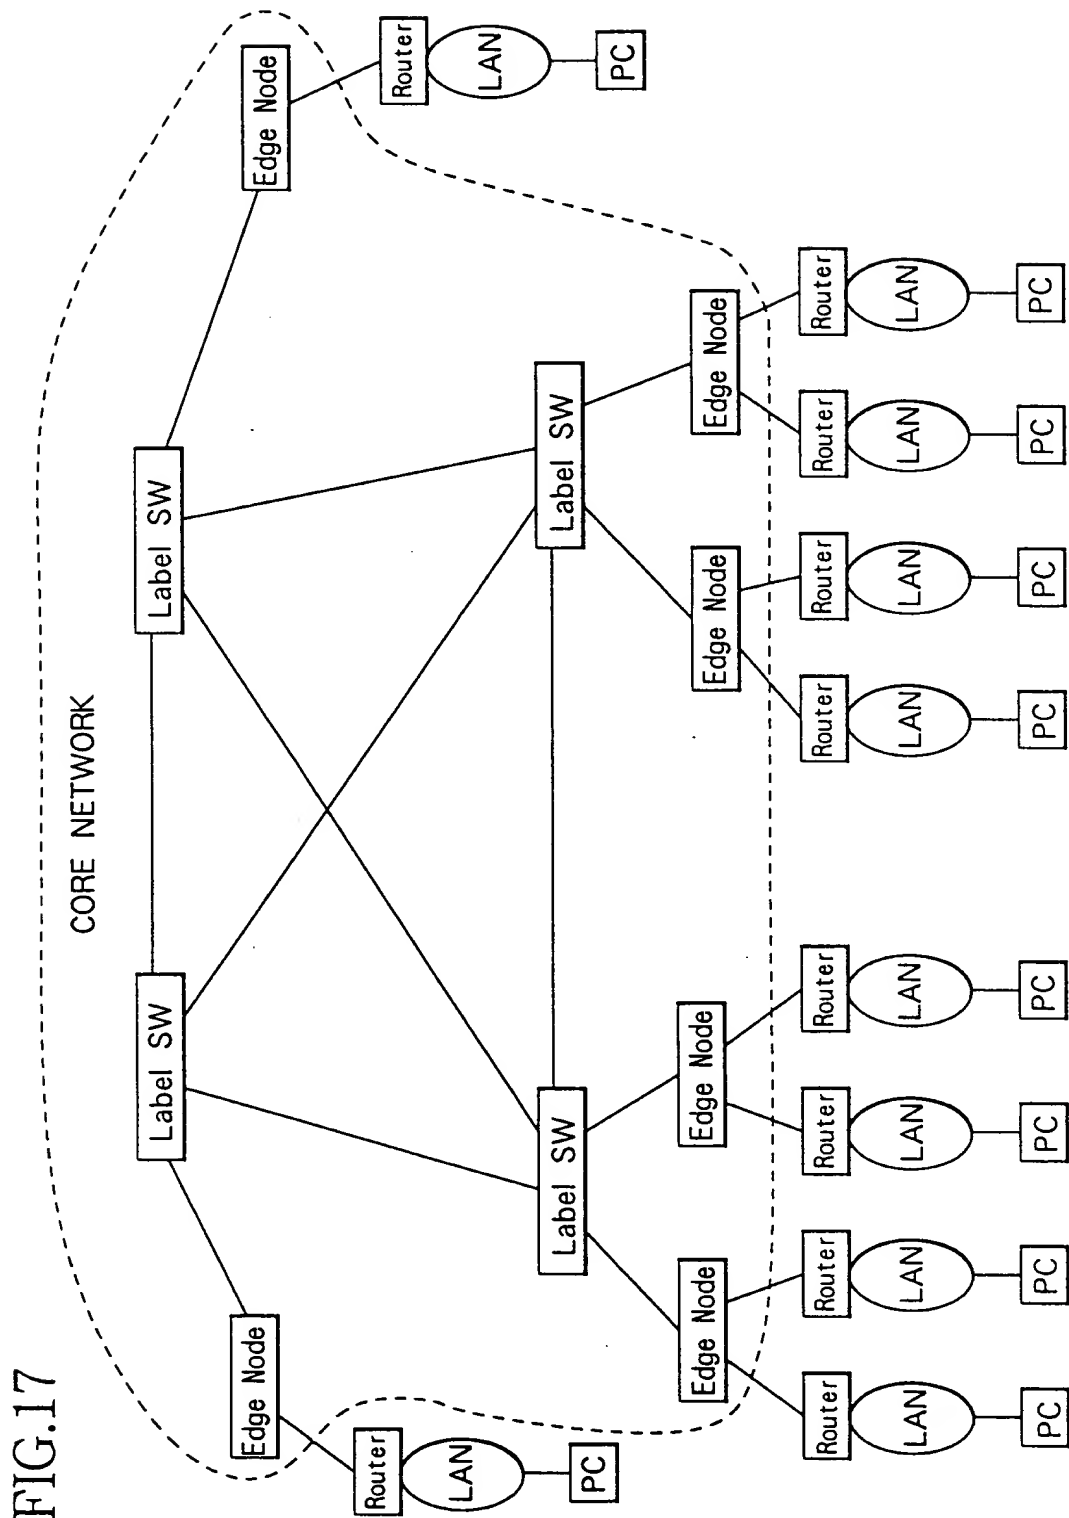 FIG.17
CORE NETWORK
Label SW
Label SW
Edge Node
Edge Node
Router
Router
LAN
LAN
Label SW
Label SW
PC
PC
Edge Node
Edge Node
Edge Node
Edge Node
Router
Router
Router
Router
Router
Router
Router
Router
LAN
LAN
LAN
LAN
LAN
LAN
LAN
LAN
PC
PC
PC
PC
PC
PC
PC
PC